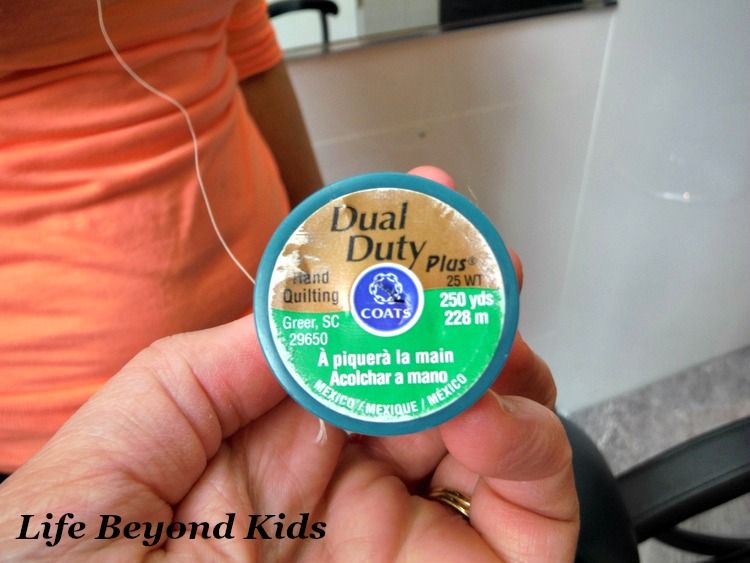 Dual
Duty Plus®
Hand
Quilting
25 WT
250 yds
228 m
COATS
Greer, SC
29650
À piquerà la main
Acolchar a mano
MEXICO / MEXIQUE / MÉXICO
Life Beyond Kids